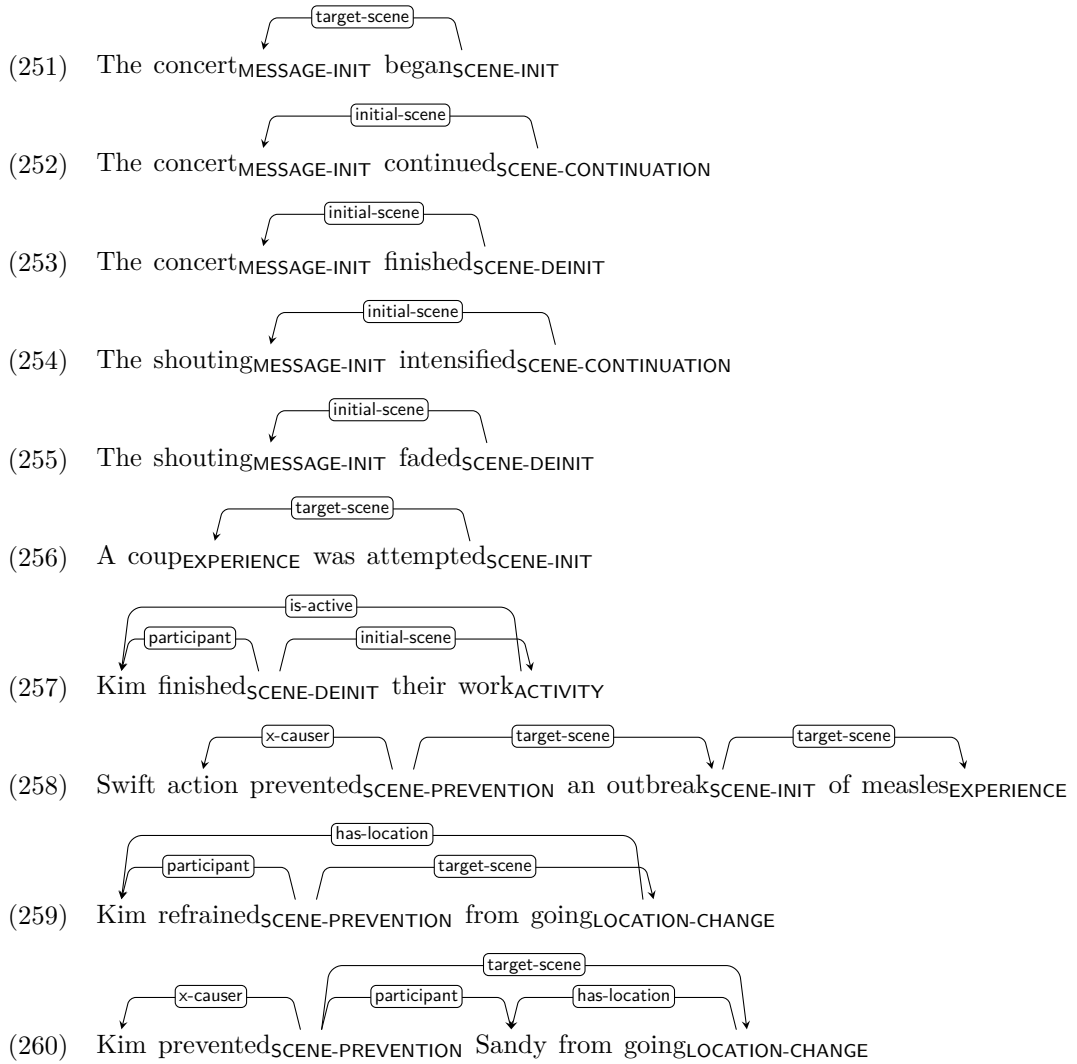 target-scene
(251) The concertMESSAGE-INIT beganSCENE-INIT
initial-scene
(252) The concertMESSAGE-INIT continuedSCENE-CONTINUATION
initial-scene
(253) The concertMESSAGE-INIT finishedSCENE-DEINIT
initial-scene
(254) The shoutingMESSAGE-INIT intensifiedSCENE-CONTINUATION
initial-scene
(255) The shoutingMESSAGE-INIT fadedSCENE-DEINIT
target-scene
(256) A coupEXPERIENCE was attemptedSCENE-INIT
is-active
participant initial-scene
(257) Kim finishedSCENE-DEINIT their workACTIVITY
x-causer target-scene target-scene
(258) Swift action preventedSCENE-PREVENTION an outbreakSCENE-INIT of measlesEXPERIENCE
has-location
participant target-scene
(259) Kim refrainedSCENE-PREVENTION from goingLOCATION-CHANGE
target-scene
x-causer participant has-location
(260) Kim preventedSCENE-PREVENTION Sandy from goingLOCATION-CHANGE